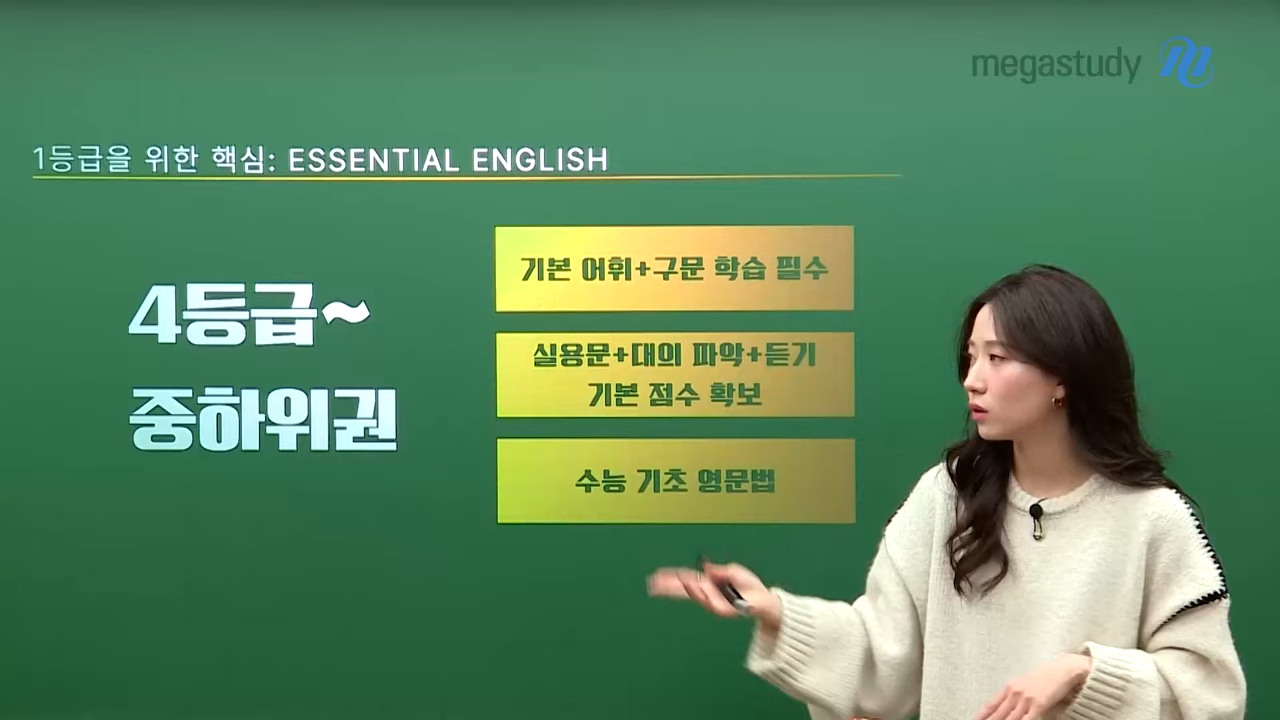 megastudy
1등급을 위한 핵심: ESSENTIAL ENGLISH
4등급~
중하위권
기본 어휘+구문 학습 필수
실용문+대의 파악+듣기
기본 점수 확보
수능 기초 영문법